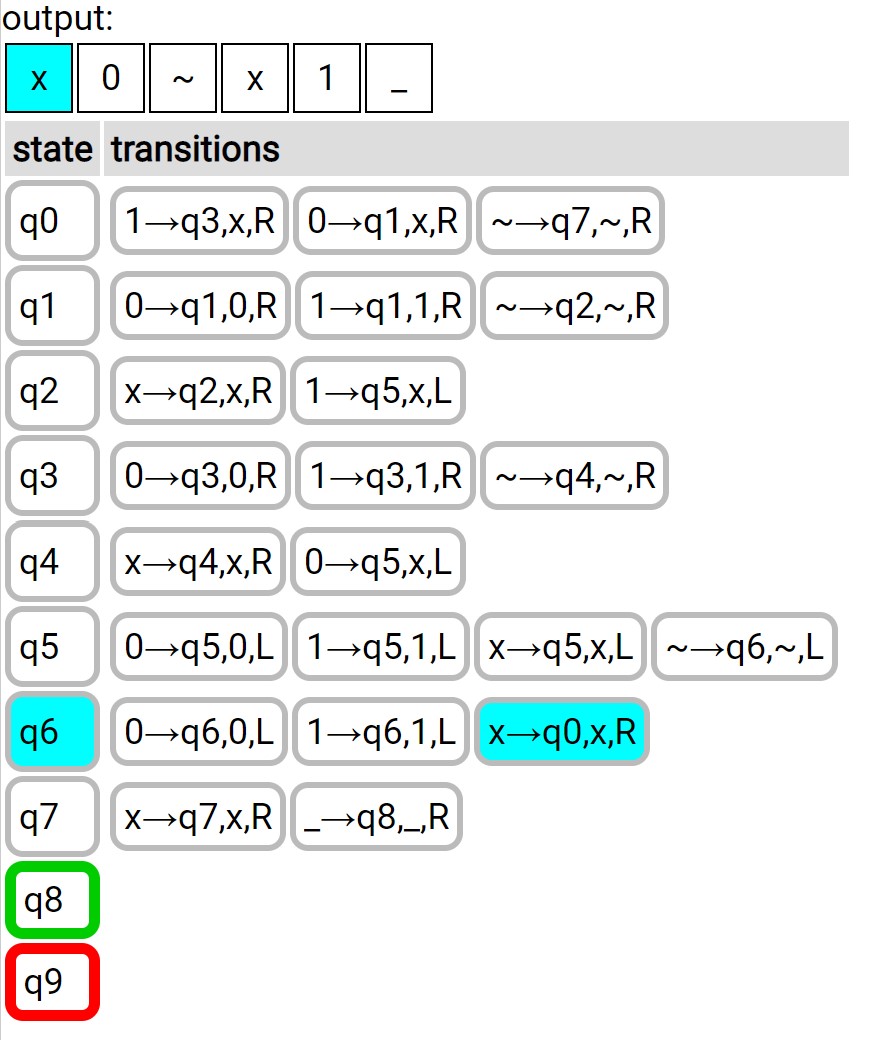 output:
x 0 ~ x 1 _
state transitions
q0 1→q3,x,R 0→q1,x,R ~→q7,~,R
q1 0→q1,0,R 1→q1,1,R ~→q2,~,R
q2 x→q2,x,R 1→q5,x,L
q3 0→q3,0,R 1→q3,1,R ~→q4,~,R
q4 x→q4,x,R 0→q5,x,L
q5 0→q5,0,L 1→q5,1,L x→q5,x,L ~→q6,~,L
q6 0→q6,0,L 1→q6,1,L x→q0,x,R
q7 x→q7,x,R _→q8,_,R
q8
q9